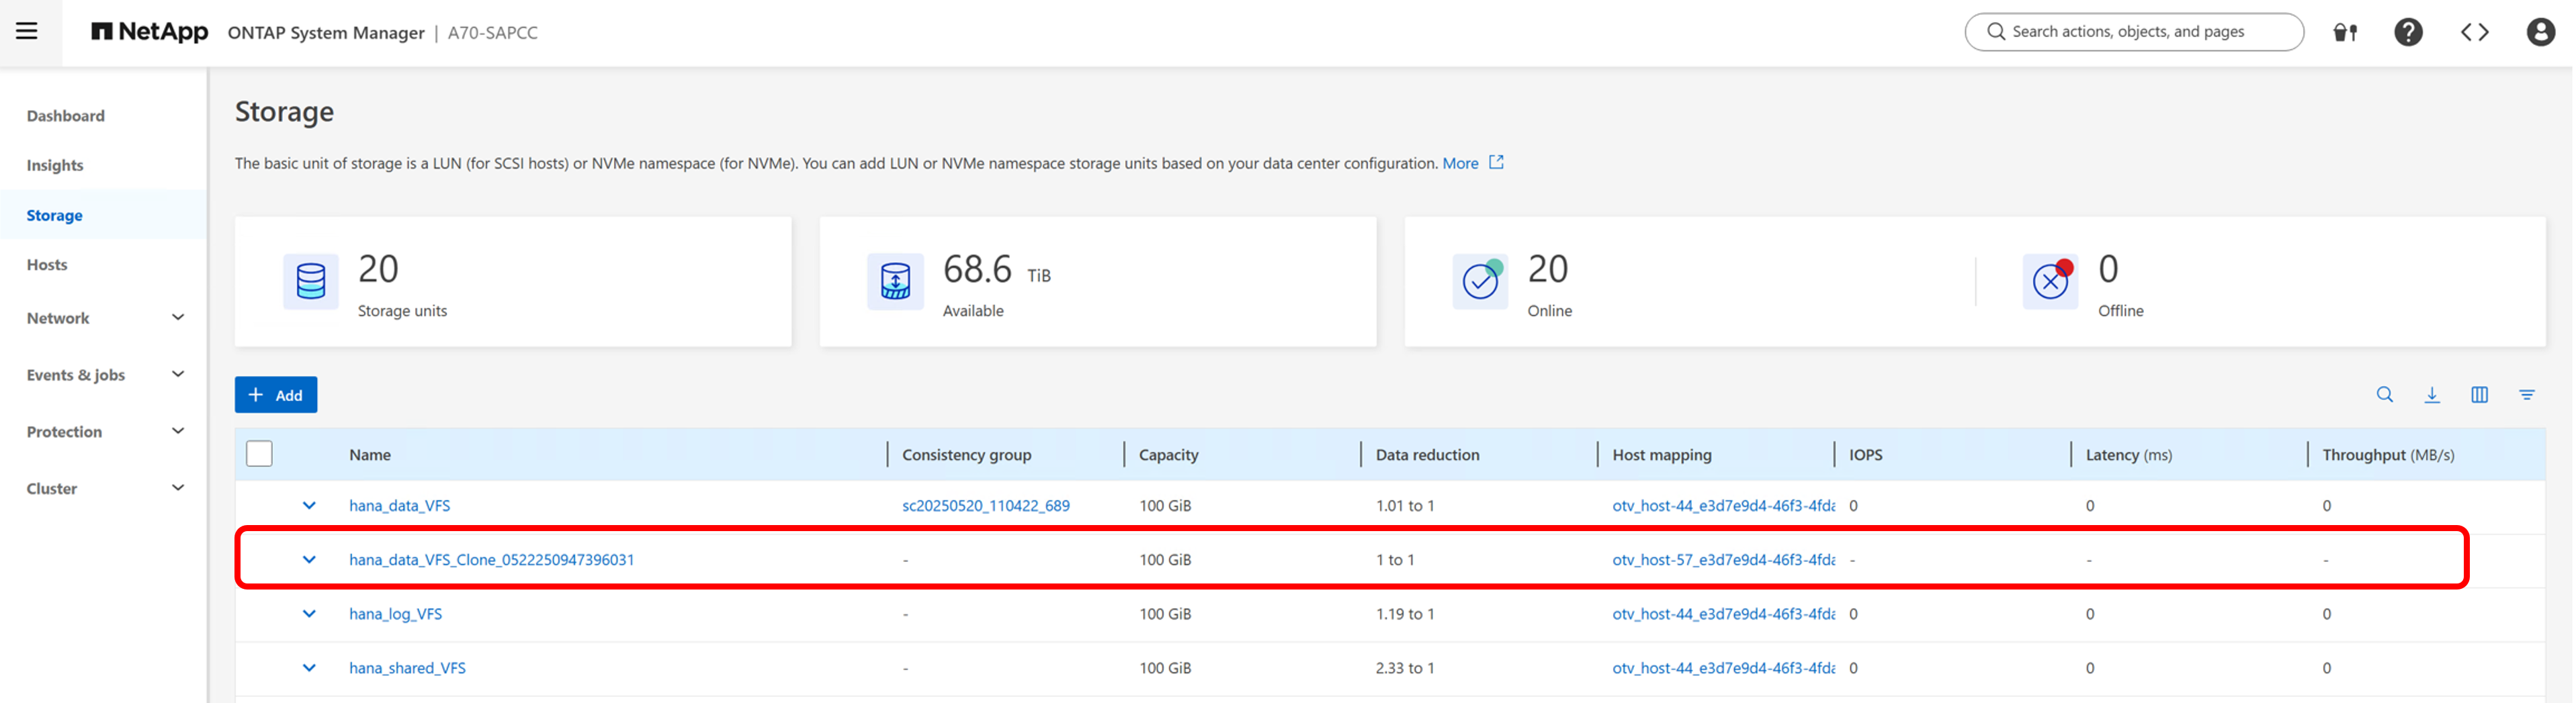 NetApp ONTAP System Manager | A70-SAPCC
Search actions, objects, and pages
Dashboard
Insights
Storage
Hosts
Network
Events & jobs
Protection
Cluster
Storage
The basic unit of storage is a LUN (for SCSI hosts) or NVMe namespace (for NVMe). You can add LUN or NVMe namespace storage units based on your data center configuration. More
20
Storage units
68.6 TiB
Available
20
Online
0
Offline
+ Add
Name Consistency group Capacity Data reduction Host mapping IOPS Latency (ms) Throughput (MB/s)
hana_data_VFS sc20250520_110422_689 100 GiB 1.01 to 1 otv_host-44_e3d7e9d4-46f3-4fda 0 0 0
hana_data_VFS_Clone_0522250947396031 - 100 GiB 1 to 1 otv_host-57_e3d7e9d4-46f3-4fda - - -
hana_log_VFS - 100 GiB 1.19 to 1 otv_host-44_e3d7e9d4-46f3-4fda 0 0 0
hana_shared_VFS - 100 GiB 2.33 to 1 otv_host-44_e3d7e9d4-46f3-4fda 0 0 0